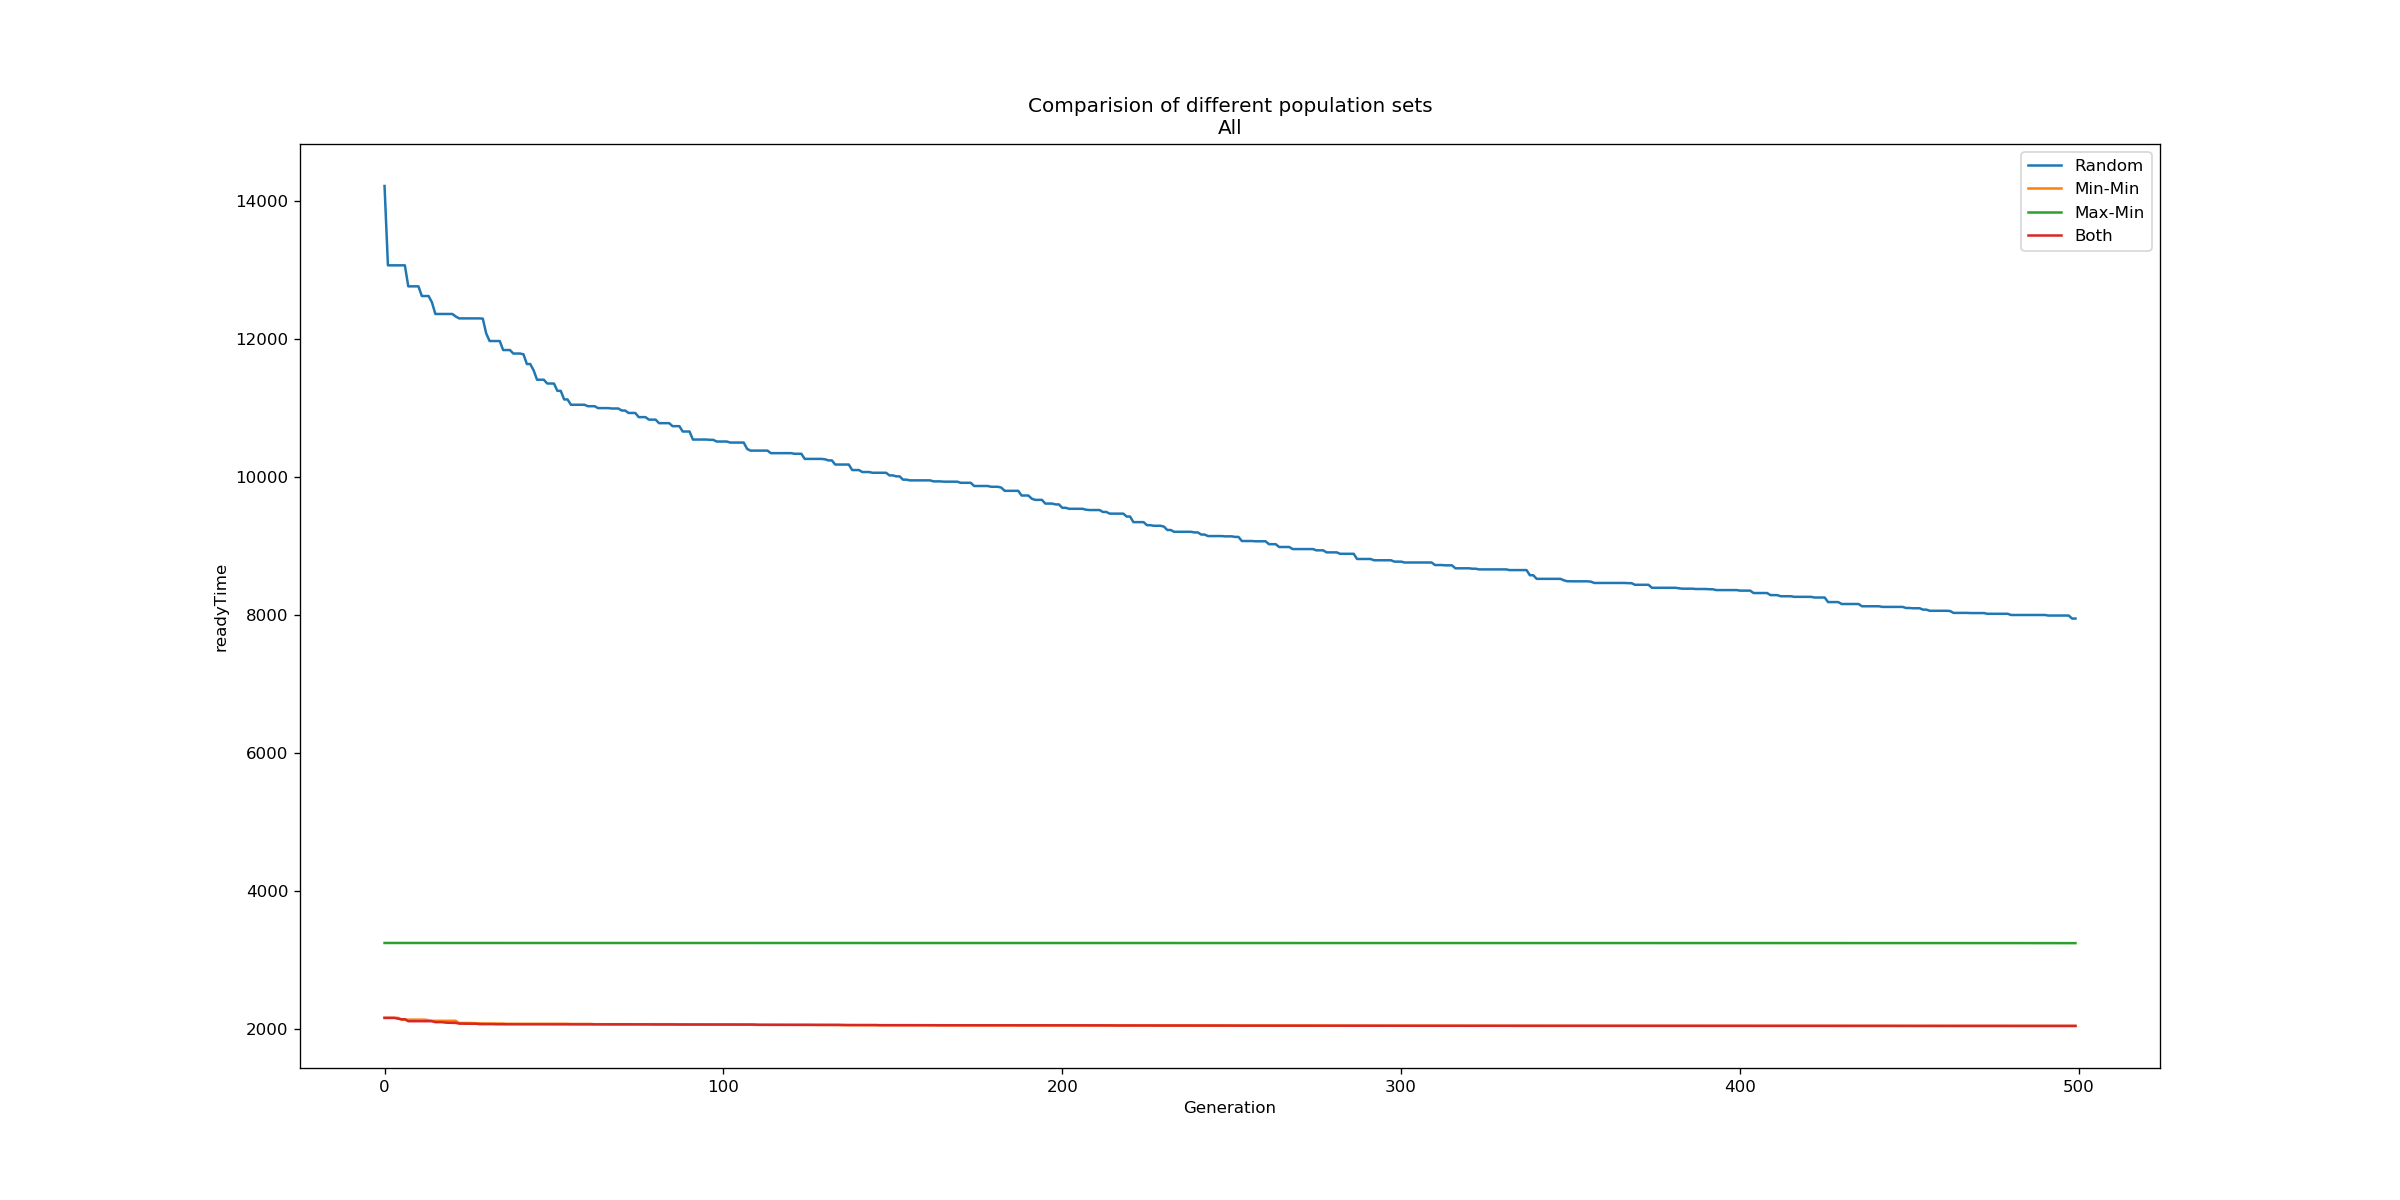 Comparision of different population sets
All
Random
Min-Min
Max-Min
Both
14000
12000
10000
8000
6000
4000
2000
readyTime
0 100 200 300 400 500
Generation